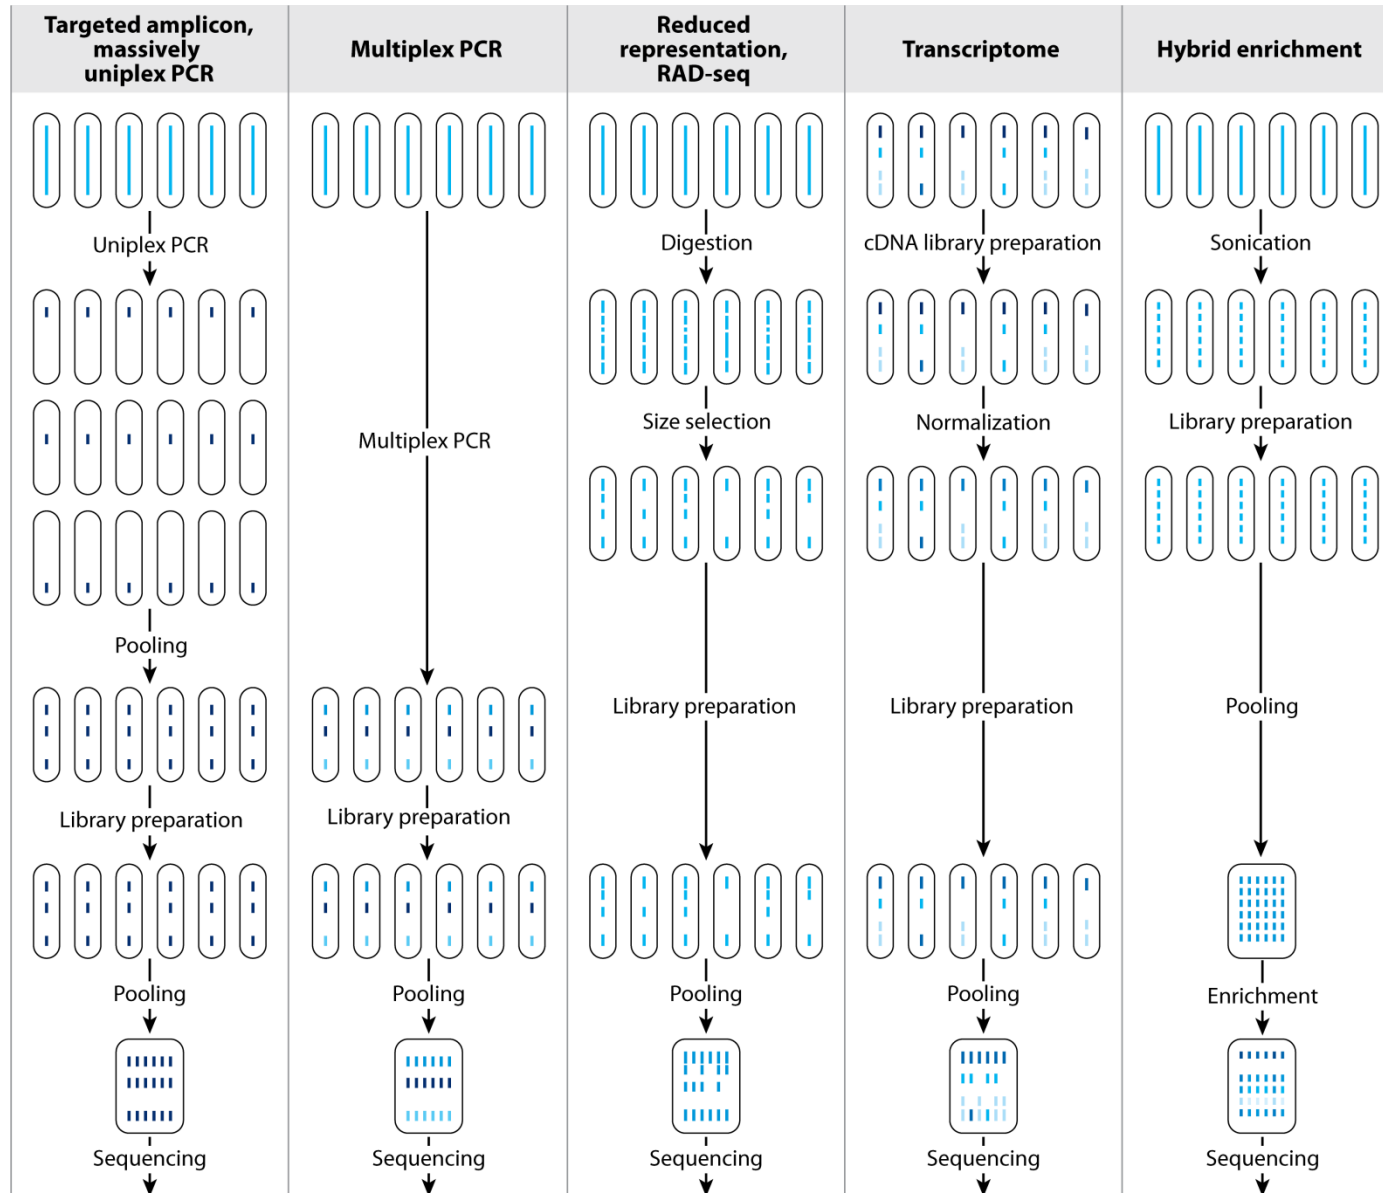 Targeted amplicon,
massively
uniplex PCR
Multiplex PCR
Reduced
representation,
RAD-seq
Transcriptome
Hybrid enrichment
Uniplex PCR
Digestion
cDNA library preparation
Sonication
Size selection
Normalization
Library preparation
Multiplex PCR
Pooling
Library preparation
Library preparation
Pooling
Library preparation
Library preparation
Pooling
Pooling
Pooling
Pooling
Enrichment
Sequencing
Sequencing
Sequencing
Sequencing
Sequencing